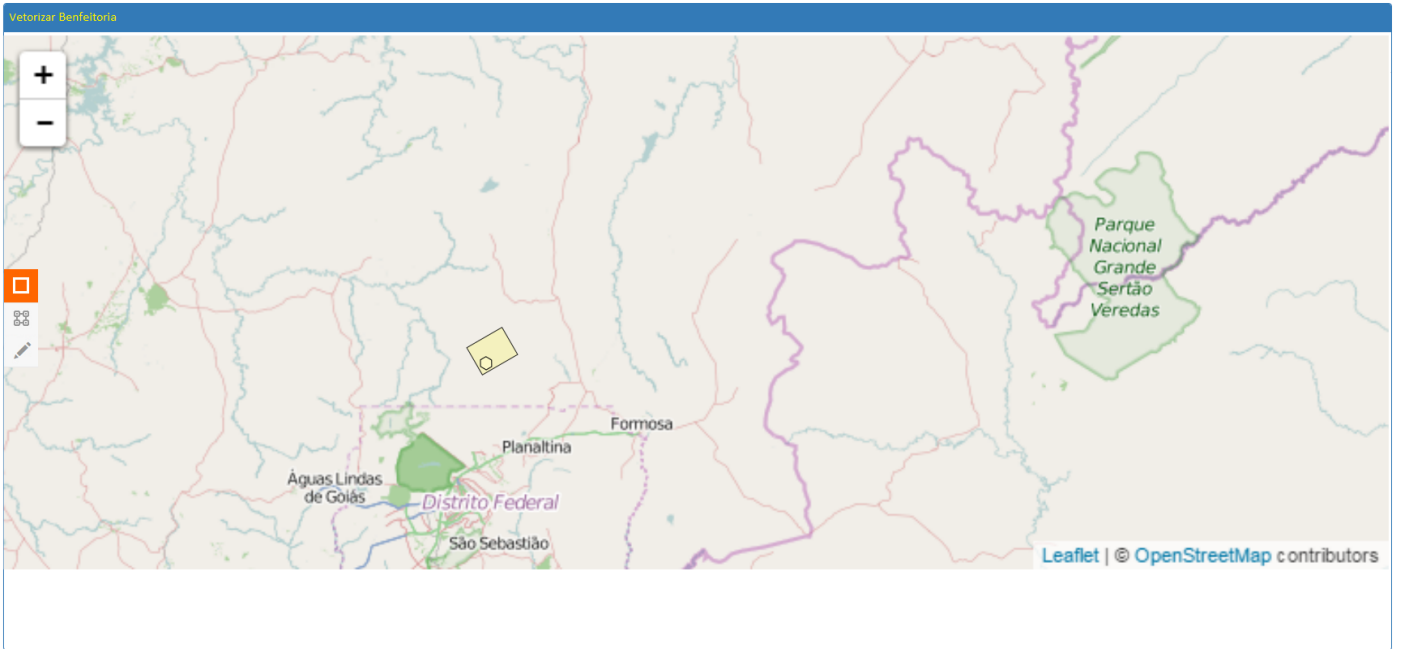 Vetorizar Benfeitoria
+
−
Parque
Nacional
Grande
Sertão
Veredas
Formosa
Planaltina
Águas Lindas
de Goiás
Distrito Federal
São Sebastião
Leaflet | © OpenStreetMap contributors